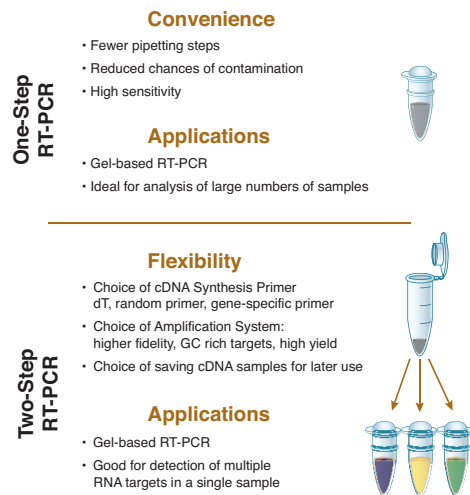 One-Step
RT-PCR
Convenience
• Fewer pipetting steps
• Reduced chances of contamination
• High sensitivity
Applications
• Gel-based RT-PCR
• Ideal for analysis of large numbers of samples
Two-Step
RT-PCR
Flexibility
• Choice of cDNA Synthesis Primer
dT, random primer, gene-specific primer
• Choice of Amplification System:
higher fidelity, GC rich targets, high yield
• Choice of saving cDNA samples for later use
Applications
• Gel-based RT-PCR
• Good for detection of multiple
RNA targets in a single sample